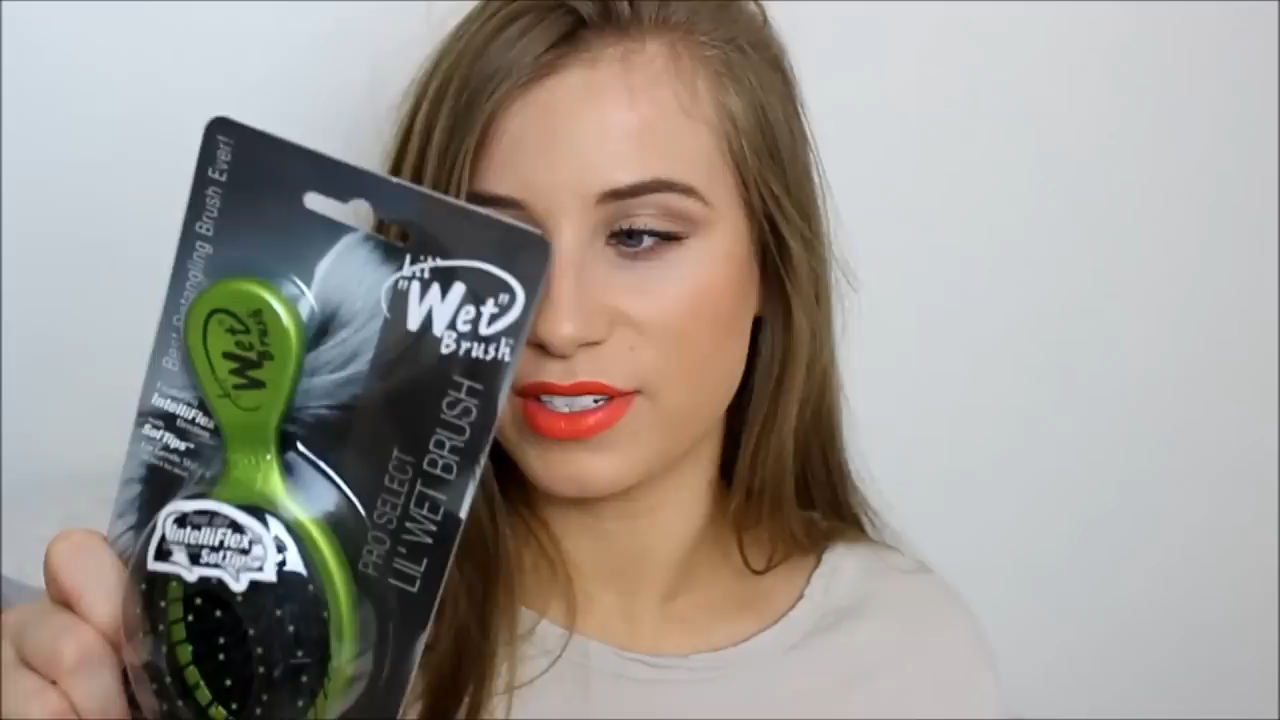 Best Detangling Brush Ever!
Lil'
"Wet"
Brush
Wet
Brush
IntelliFlex
SofTips
PRO SELECT
LIL' WET BRUSH
IntelliFlex
SofTips